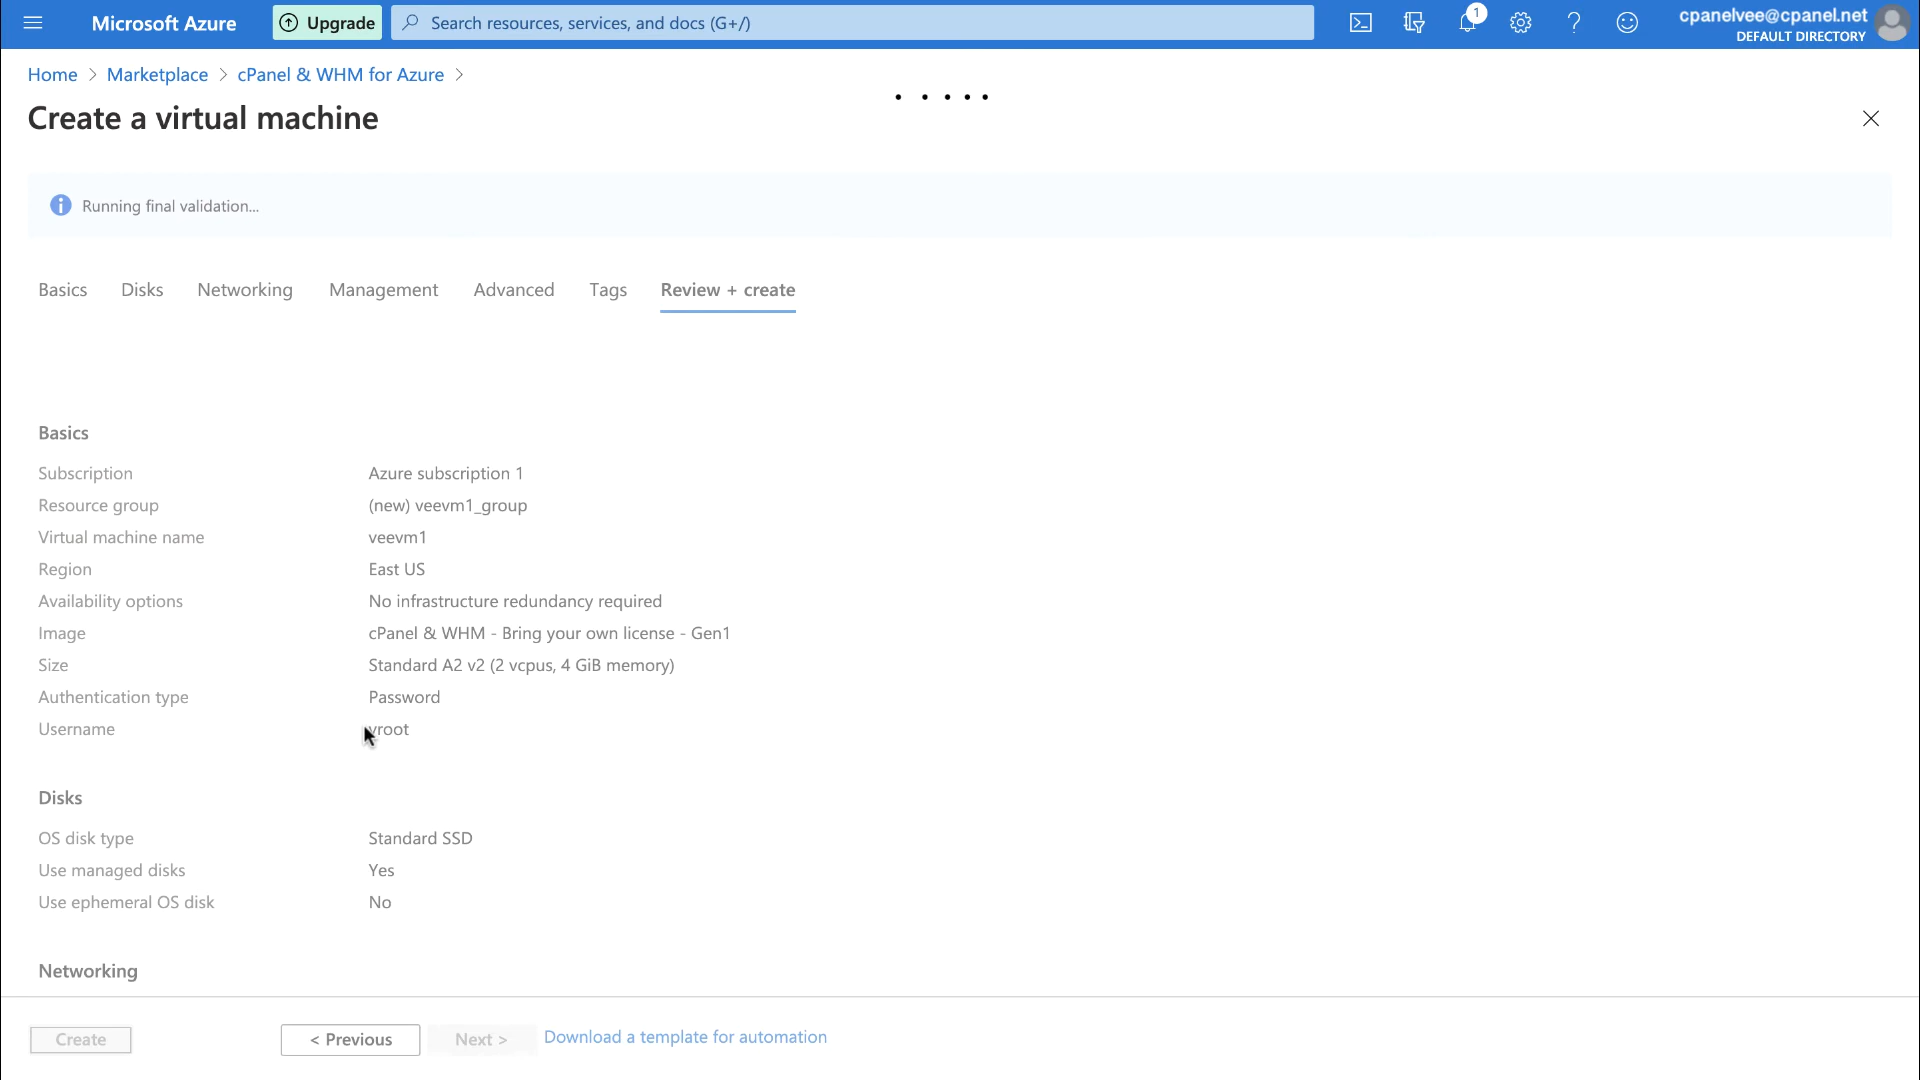 Microsoft Azure
Upgrade
Search resources, services, and docs (G+/)
1
cpanelvee@cpanel.net
DEFAULT DIRECTORY
Home > Marketplace > cPanel & WHM for Azure >
Create a virtual machine
Running final validation...
Basics Disks Networking Management Advanced Tags Review + create
Basics
Subscription Azure subscription 1
Resource group (new) veevm1_group
Virtual machine name veevm1
Region East US
Availability options No infrastructure redundancy required
Image cPanel & WHM - Bring your own license - Gen1
Size Standard A2 v2 (2 vcpus, 4 GiB memory)
Authentication type Password
Username vroot
Disks
OS disk type Standard SSD
Use managed disks Yes
Use ephemeral OS disk No
Networking
Create < Previous Next > Download a template for automation